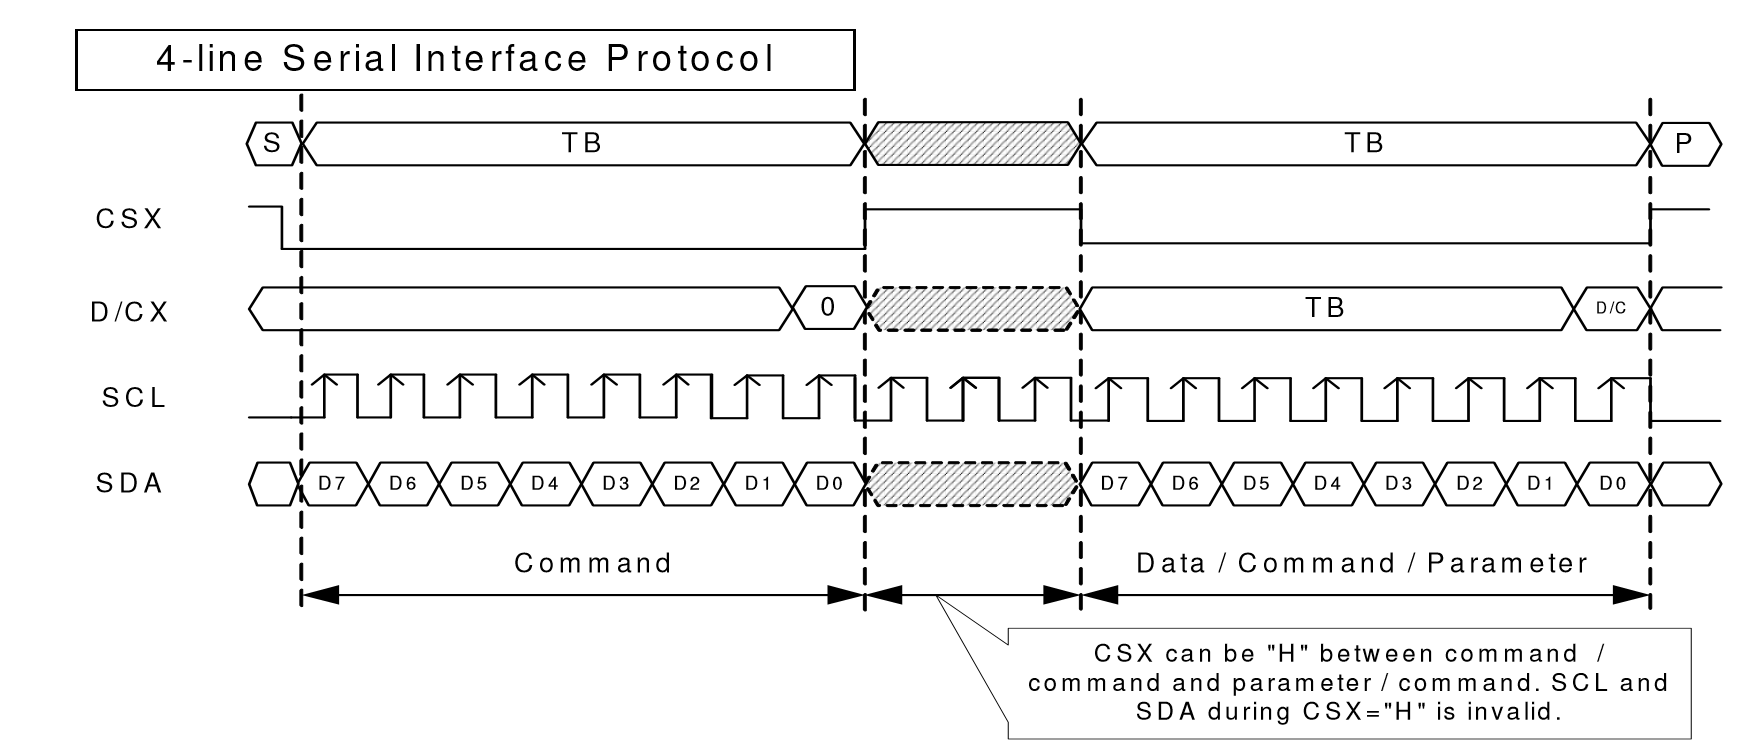 4-line Serial Interface Protocol
S TB TB P
CSX
D/CX 0 TB D/C
SCL
SDA D7 D6 D5 D4 D3 D2 D1 D0 D7 D6 D5 D4 D3 D2 D1 D0
Command Data / Command / Parameter
CSX can be "H" between command /
command and parameter / command. SCL and
SDA during CSX="H" is invalid.